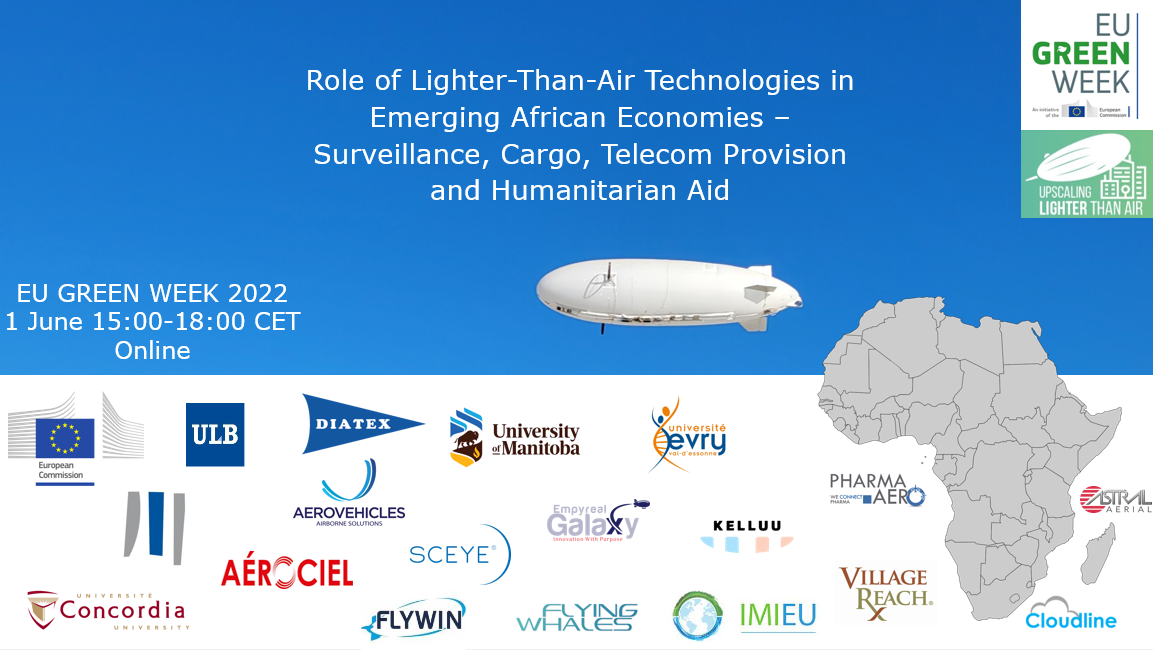 Role of Lighter-Than-Air Technologies in
Emerging African Economies –
Surveillance, Cargo, Telecom Provision
and Humanitarian Aid
EU
GREEN
WEEK
An initiative
of the
European
Commission
UPSCALING
LIGHTER THAN AIR
EU GREEN WEEK 2022
1 June 15:00-18:00 CET
Online
European
Commission
ULB
DIATEX
University
of Manitoba
université
evry
val-d'essonne
AEROVEHICLES
AIRBORNE SOLUTIONS
Empyreal
Galaxy
Innovation With Purpose
KELLUU
PHARMA
WE CONNECT
PHARMA
AERO
ASTRAL
AERIAL
SCEYE®
AÉROCIEL
UNIVERSITÉ
Concordia
UNIVERSITY
FLYWIN
FLYING
WHALES
IMIEU
VILLAGE
REACH®
Cloudline